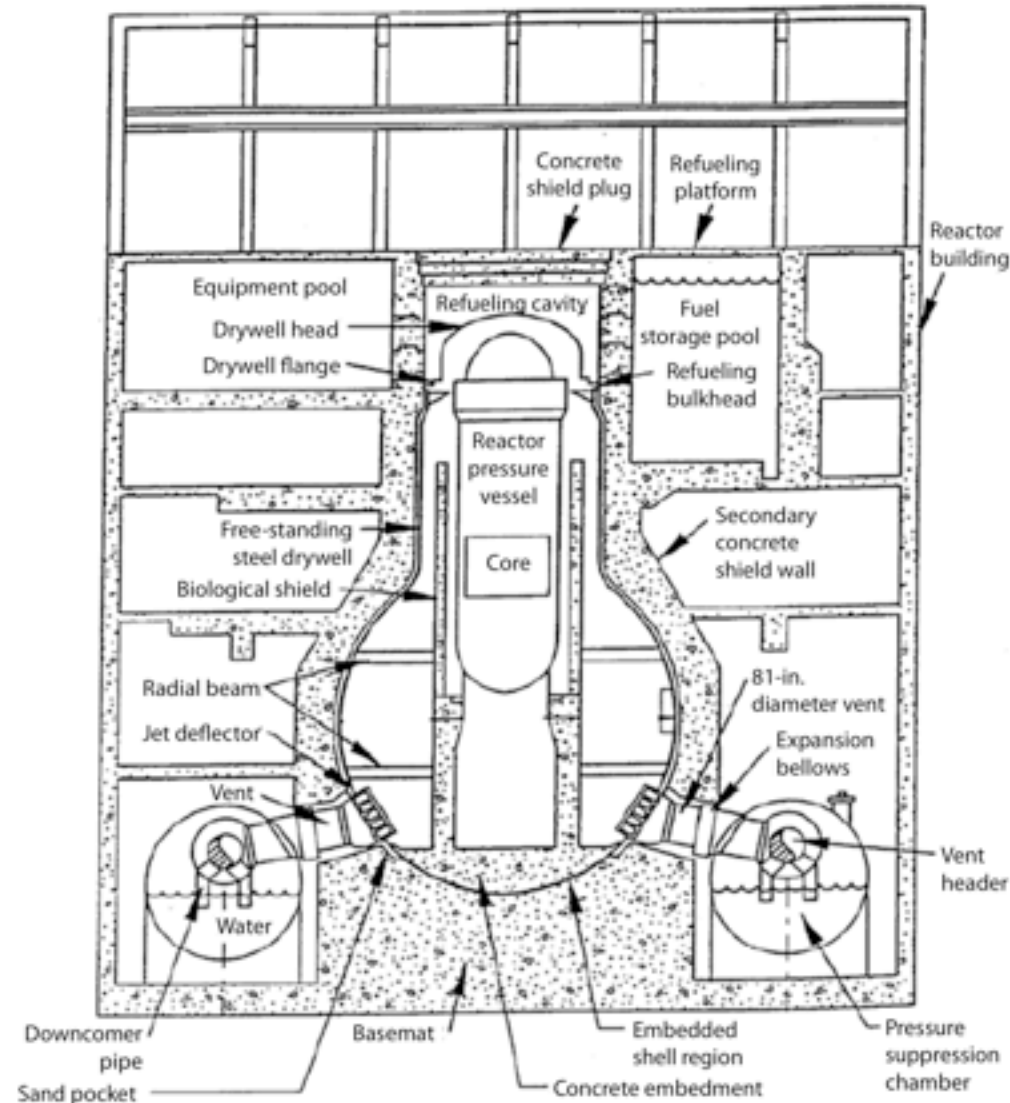 Concrete
shield plug
Refueling
platform
Reactor
building
Equipment pool
Refueling cavity
Fuel
storage pool
Drywell head
Drywell flange
Refueling
bulkhead
Reactor
pressure
vessel
Free-standing
steel drywell
Secondary
concrete
shield wall
Core
Biological shield
Radial beam
81-in.
diameter vent
Jet deflector
Expansion
bellows
Vent
Vent
header
Water
Downcomer
pipe
Basemat
Embedded
shell region
Pressure
suppression
chamber
Sand pocket
Concrete embedment